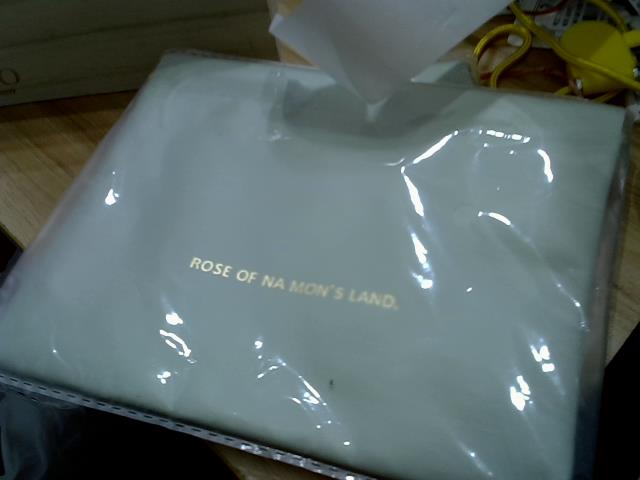 O
ROSE OF NA MON'S LAND.